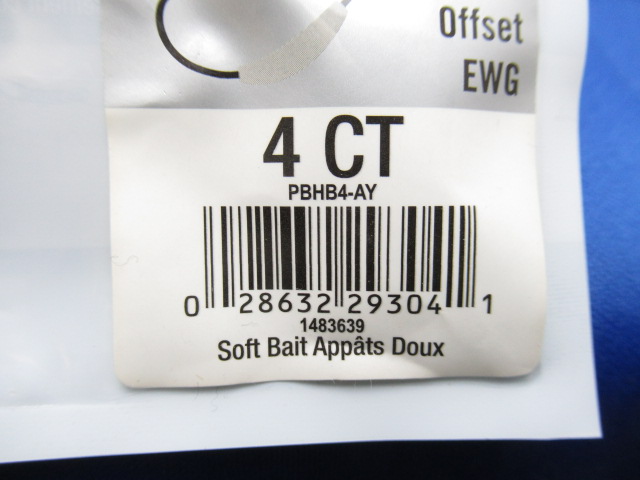 Offset
EWG
4 CT
PBHB4-AY
0 28632 29304 1
1483639
Soft Bait Appâts Doux